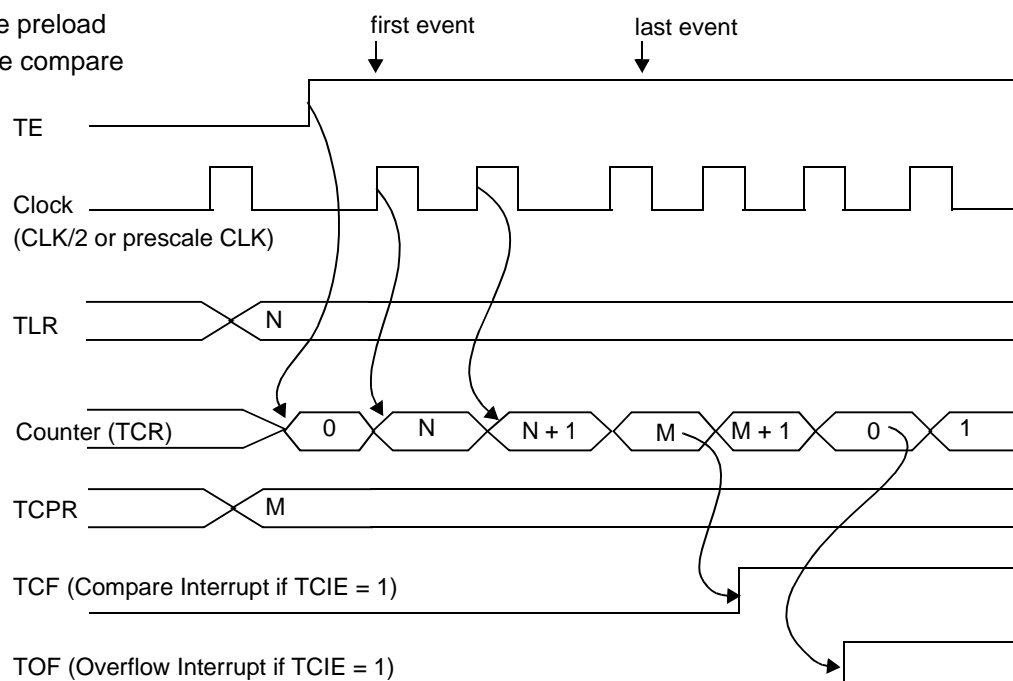 e preload
e compare
first event
last event
TE
Clock
(CLK/2 or prescale CLK)
TLR
N
Counter (TCR)
0
N
N + 1
M
M + 1
0
1
TCPR
M
TCF (Compare Interrupt if TCIE = 1)
TOF (Overflow Interrupt if TCIE = 1)